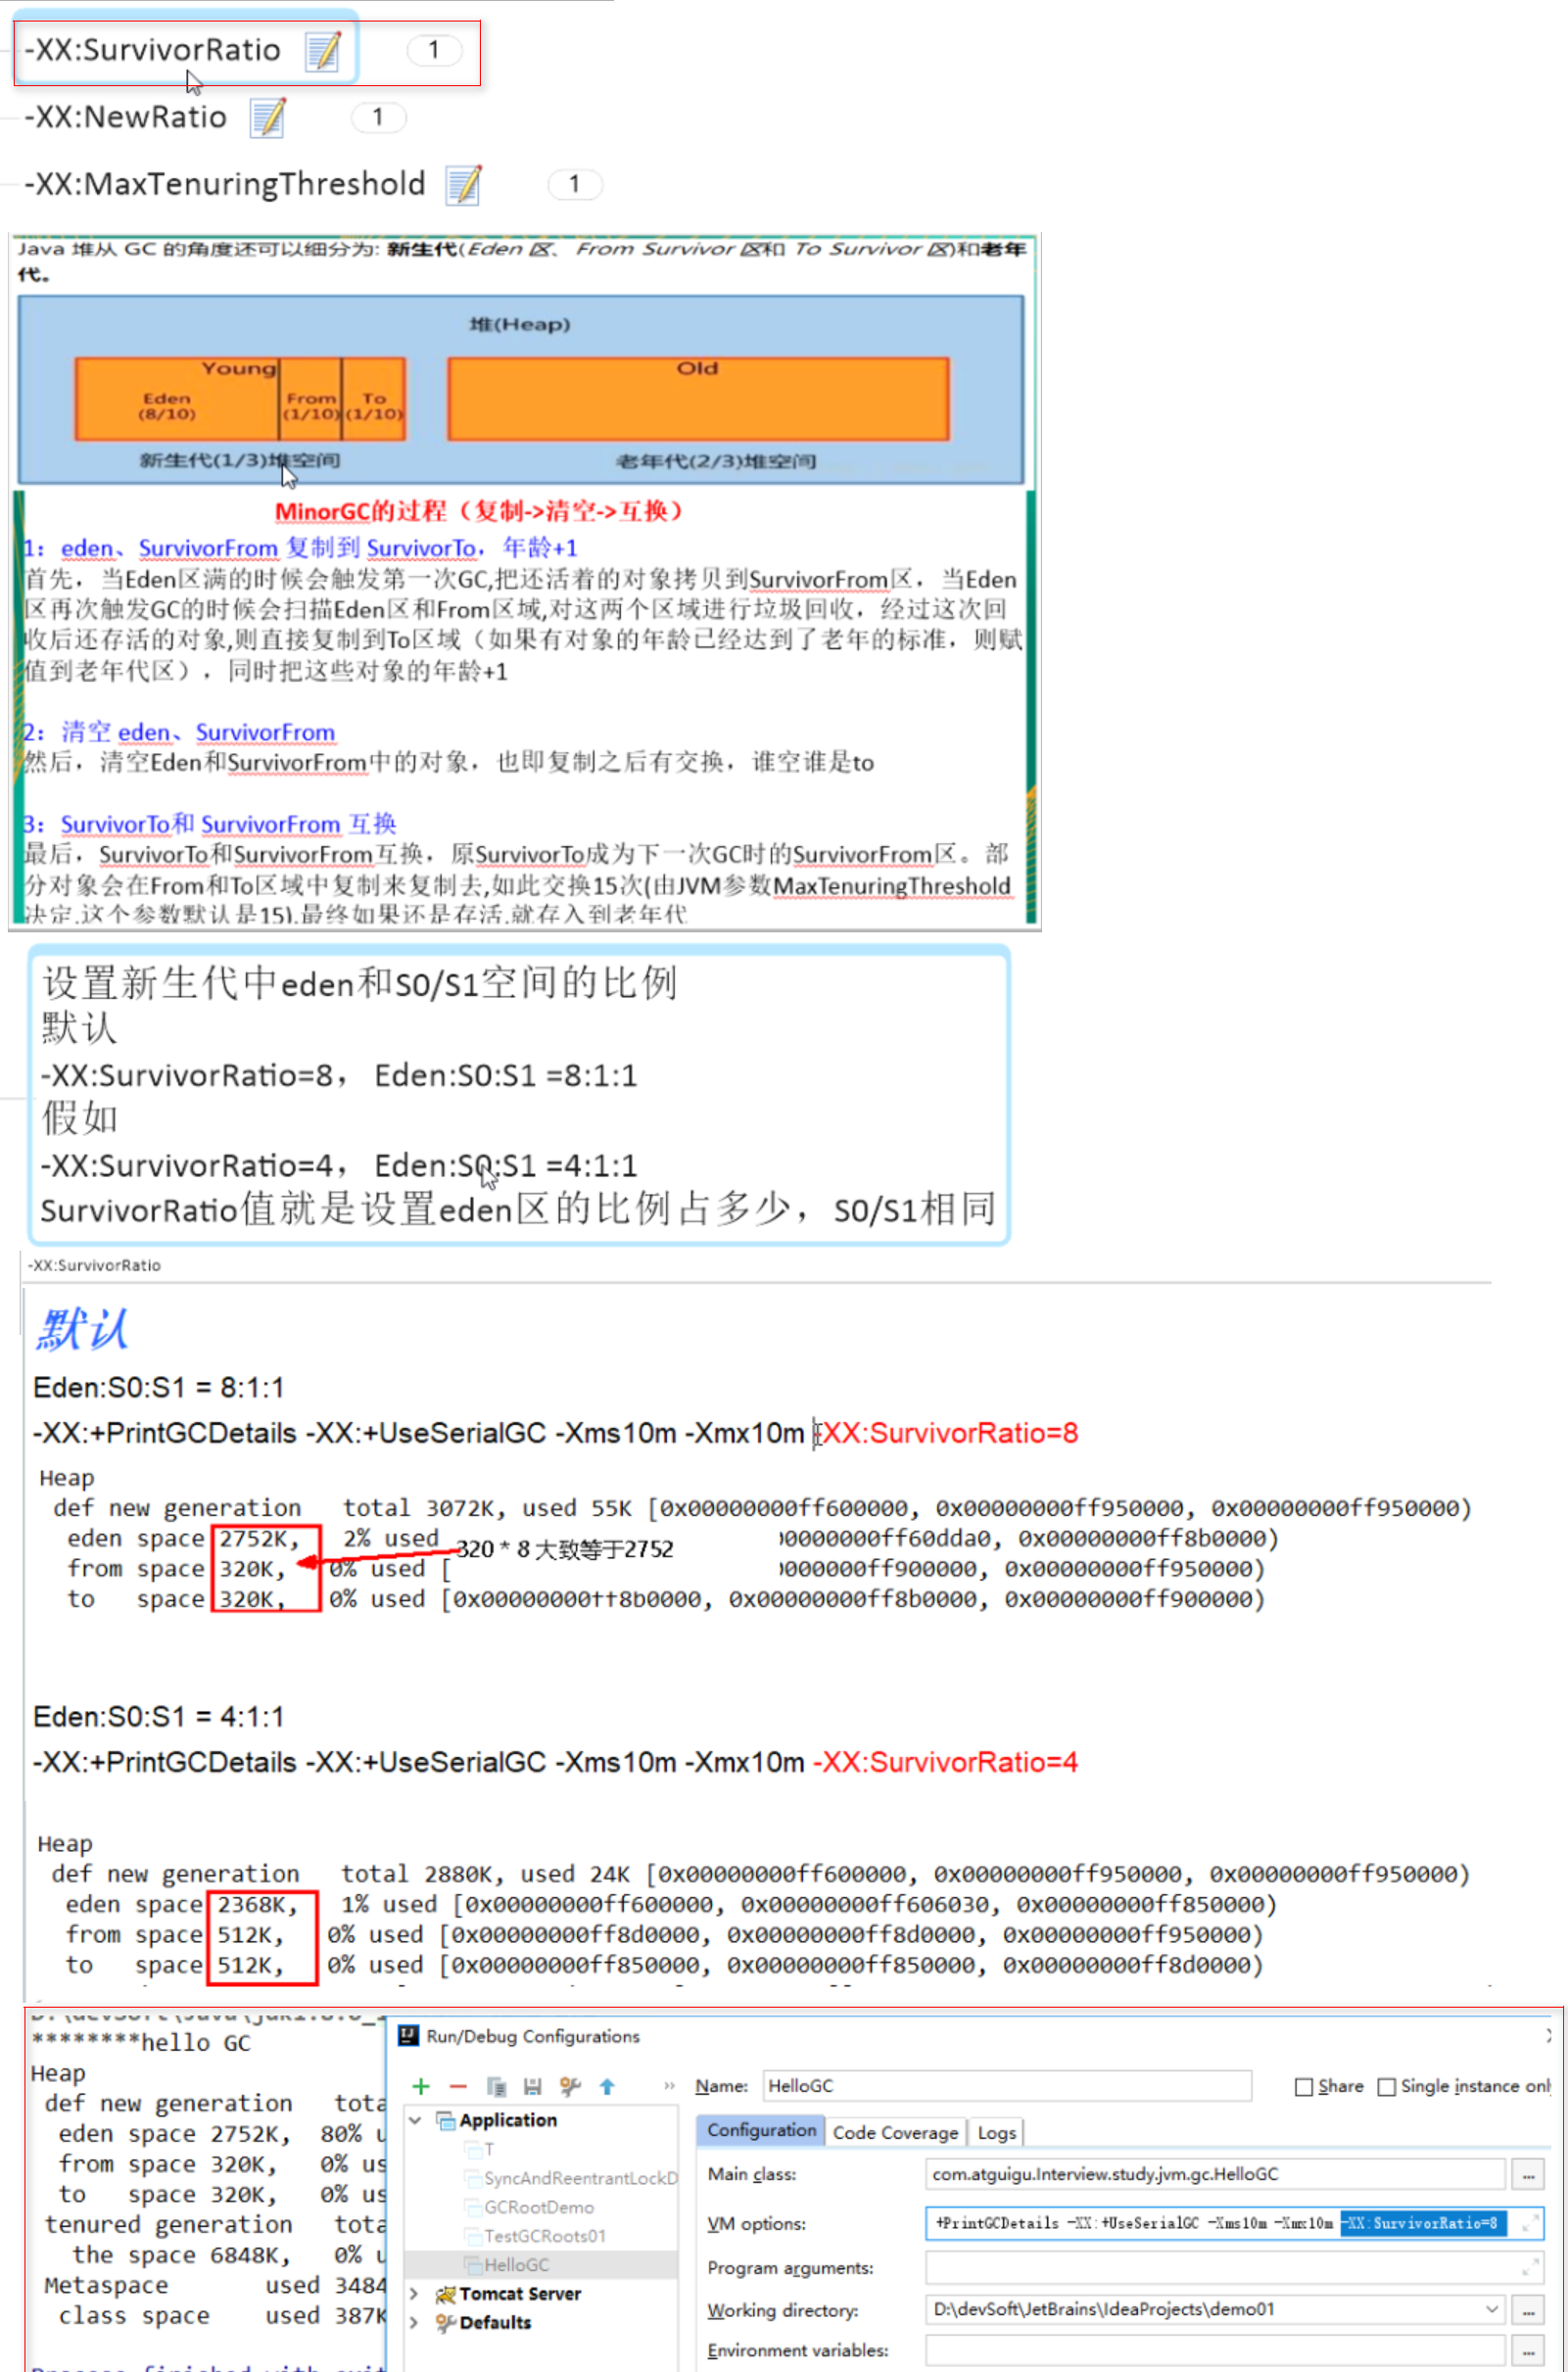 -XX:SurvivorRatio 1
-XX:NewRatio 1
-XX:MaxTenuringThreshold 1
Java 堆从 GC 的角度还可以细分为: 新生代(Eden 区、From Survivor 区和 To Survivor 区)和老年
代。
堆(Heap)
Young
Old
Eden
(8/10)
From
(1/10)
To
(1/10)
新生代(1/3)堆空间
老年代(2/3)堆空间
MinorGC的过程（复制->清空->互换）
1：eden、SurvivorFrom 复制到 SurvivorTo，年龄+1
首先，当Eden区满的时候会触发第一次GC,把还活着的对象拷贝到SurvivorFrom区，当Eden
区再次触发GC的时候会扫描Eden区和From区域,对这两个区域进行垃圾回收，经过这次回
收后还存活的对象,则直接复制到To区域（如果有对象的年龄已经达到了老年的标准，则赋
值到老年代区），同时把这些对象的年龄+1
2：清空 eden、SurvivorFrom
然后，清空Eden和SurvivorFrom中的对象，也即复制之后有交换，谁空谁是to
3：SurvivorTo和 SurvivorFrom 互换
最后，SurvivorTo和SurvivorFrom互换，原SurvivorTo成为下一次GC时的SurvivorFrom区。部
分对象会在From和To区域中复制来复制去,如此交换15次(由JVM参数MaxTenuringThreshold
决定,这个参数默认是15),最终如果还是存活,就存入到老年代
设置新生代中eden和S0/S1空间的比例
默认
-XX:SurvivorRatio=8， Eden:S0:S1 =8:1:1
假如
-XX:SurvivorRatio=4， Eden:S0:S1 =4:1:1
SurvivorRatio值就是设置eden区的比例占多少，S0/S1相同
-XX:SurvivorRatio
默认
Eden:S0:S1 = 8:1:1
-XX:+PrintGCDetails -XX:+UseSerialGC -Xms10m -Xmx10m -XX:SurvivorRatio=8
Heap
def new generation total 3072K, used 55K [0x00000000ff600000, 0x00000000ff950000, 0x00000000ff950000)
eden space 2752K, 2% used 320 * 8 大致等于2752 0000000ff60dda0, 0x00000000ff8b0000)
from space 320K, 0% used [ 000000ff900000, 0x00000000ff950000)
to space 320K, 0% used [0x00000000ff8b0000, 0x00000000ff8b0000, 0x00000000ff900000)
Eden:S0:S1 = 4:1:1
-XX:+PrintGCDetails -XX:+UseSerialGC -Xms10m -Xmx10m -XX:SurvivorRatio=4
Heap
def new generation total 2880K, used 24K [0x00000000ff600000, 0x00000000ff950000, 0x00000000ff950000)
eden space 2368K, 1% used [0x00000000ff600000, 0x00000000ff606030, 0x00000000ff850000)
from space 512K, 0% used [0x00000000ff8d0000, 0x00000000ff8d0000, 0x00000000ff950000)
to space 512K, 0% used [0x00000000ff850000, 0x00000000ff850000, 0x00000000ff8d0000)
********hello GC
Heap
def new generation tota
eden space 2752K, 80% u
from space 320K, 0% us
to space 320K, 0% us
tenured generation tota
the space 6848K, 0% u
Metaspace used 3484
class space used 387K
Run/Debug Configurations
Name: HelloGC
Share
Single instance onl
Application
T
SyncAndReentrantLockD
GCRootDemo
TestGCRoots01
HelloGC
Tomcat Server
Defaults
Configuration Code Coverage Logs
Main class: com.atguigu.Interview.study.jvm.gc.HelloGC ...
VM options: +PrintGCDetails -XX:+UseSerialGC -Xms10m -Xmx10m -XX:SurvivorRatio=8
Program arguments:
Working directory: D:\devSoft\JetBrains\IdeaProjects\demo01 ...
Environment variables: ...